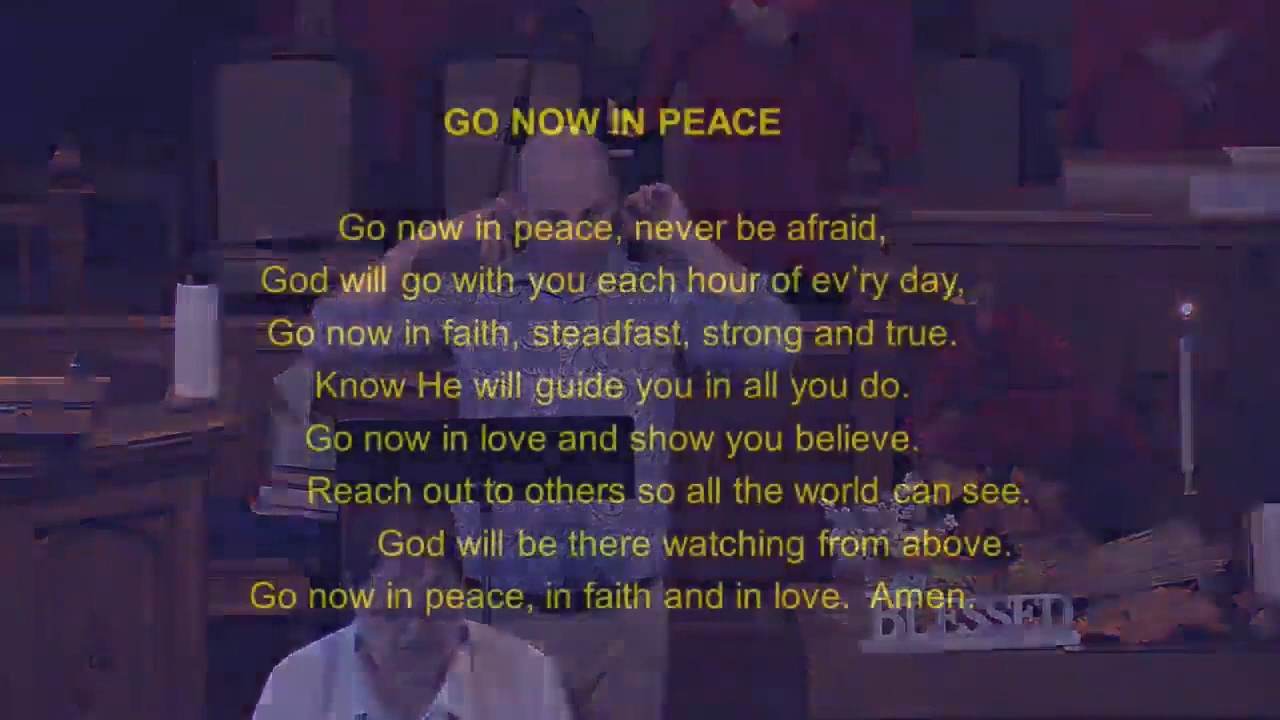 GO NOW IN PEACE
Go now in peace, never be afraid,
God will go with you each hour of ev'ry day,
Go now in faith, steadfast, strong and true.
Know He will guide you in all you do.
Go now in love and show you believe.
Reach out to others so all the world can see.
God will be there watching from above.
Go now in peace, in faith and in love. Amen.
BLESSED